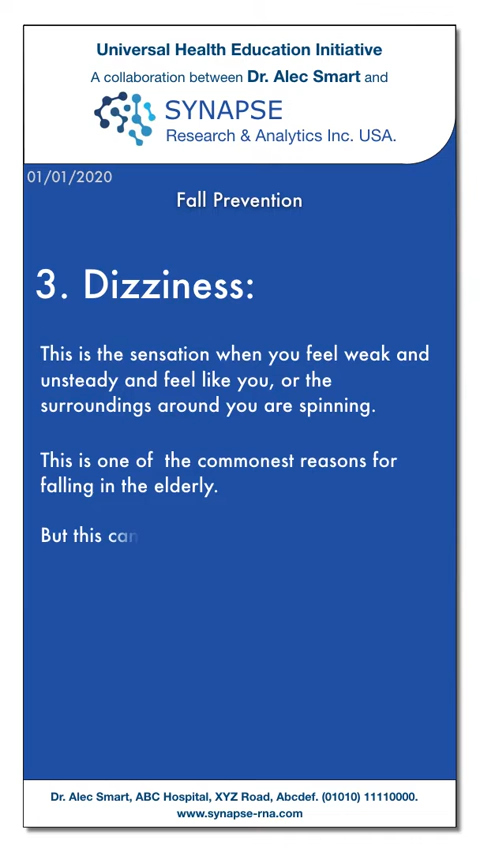 Universal Health Education Initiative
A collaboration between Dr. Alec Smart and
SYNAPSE
Research & Analytics Inc. USA.
01/01/2020
Fall Prevention
3. Dizziness:
This is the sensation when you feel weak and
unsteady and feel like you, or the
surroundings around you are spinning.
This is one of  the commonest reasons for
falling in the elderly.
But this can
Dr. Alec Smart, ABC Hospital, XYZ Road, Abcdef. (01010) 11110000.
www.synapse-rna.com